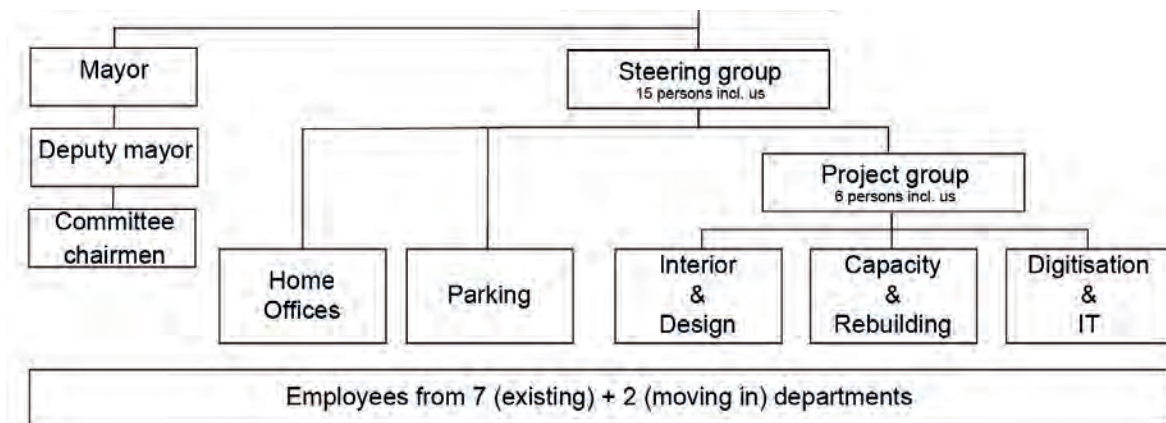 Mayor
Steering group
15 persons incl. us
Deputy mayor
Project group
6 persons incl. us
Committee
chairmen
Home
Offices
Parking
Interior
&
Design
Capacity
&
Rebuilding
Digitisation
&
IT
Employees from 7 (existing) + 2 (moving in) departments